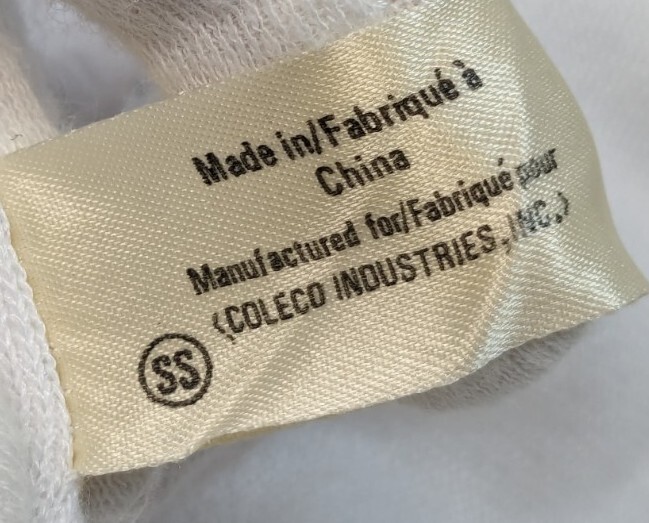 Made in/Fabriqué à
China
Manufactured for/Fabriqué pour
(COLECO INDUSTRIES, INC.)
SS